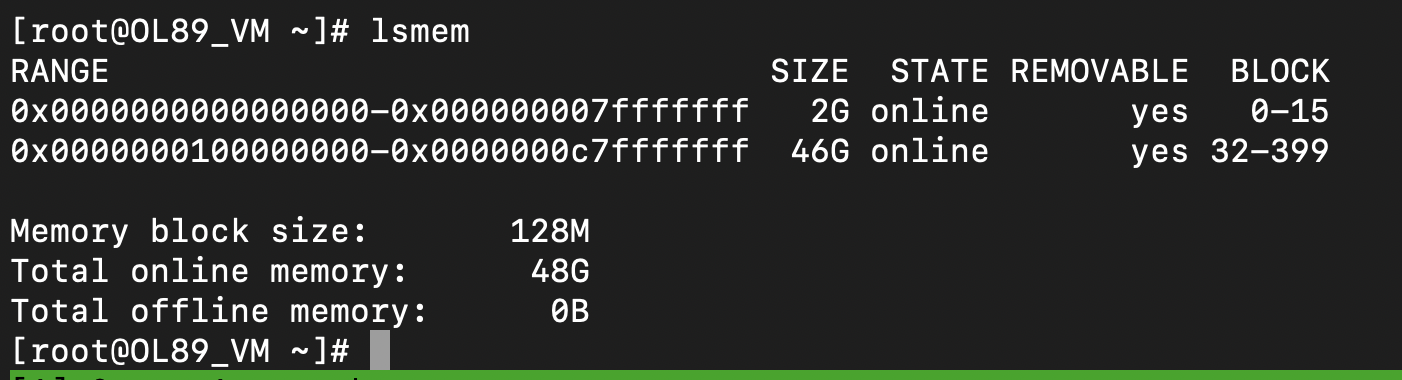 [root@OL89_VM ~]# lsmem
RANGE                                  SIZE  STATE REMOVABLE  BLOCK
0x0000000000000000-0x000000007fffffff    2G online       yes   0-15
0x0000000100000000-0x0000000c7fffffff   46G online       yes 32-399

Memory block size:       128M
Total online memory:      48G
Total offline memory:      0B
[root@OL89_VM ~]#